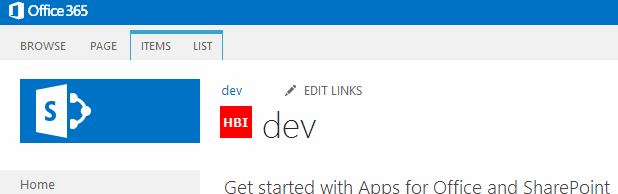 Office 365
BROWSE PAGE ITEMS LIST
S
dev EDIT LINKS
HBI dev
Home
Get started with Apps for Office and SharePoint